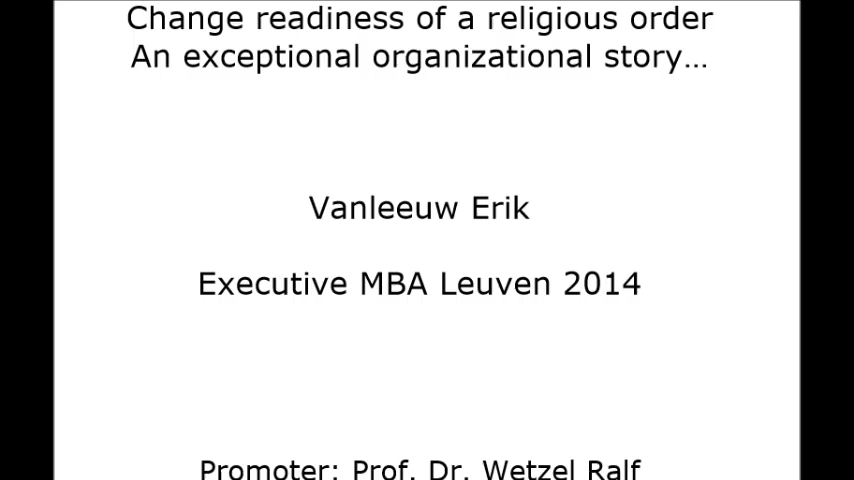 Change readiness of a religious order
An exceptional organizational story…
Vanleeuw Erik
Executive MBA Leuven 2014
Promoter: Prof. Dr. Wetzel Ralf